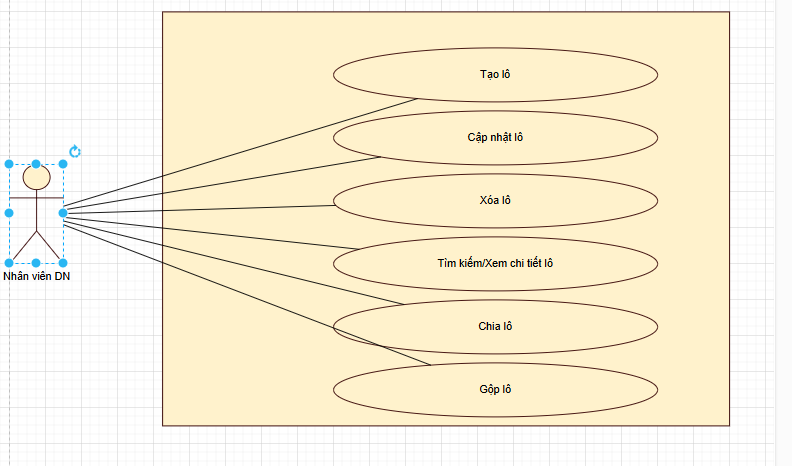 Tạo lô
Cập nhật lô
Xóa lô
Tìm kiếm/Xem chi tiết lô
Nhân viên DN
Chia lô
Gộp lô